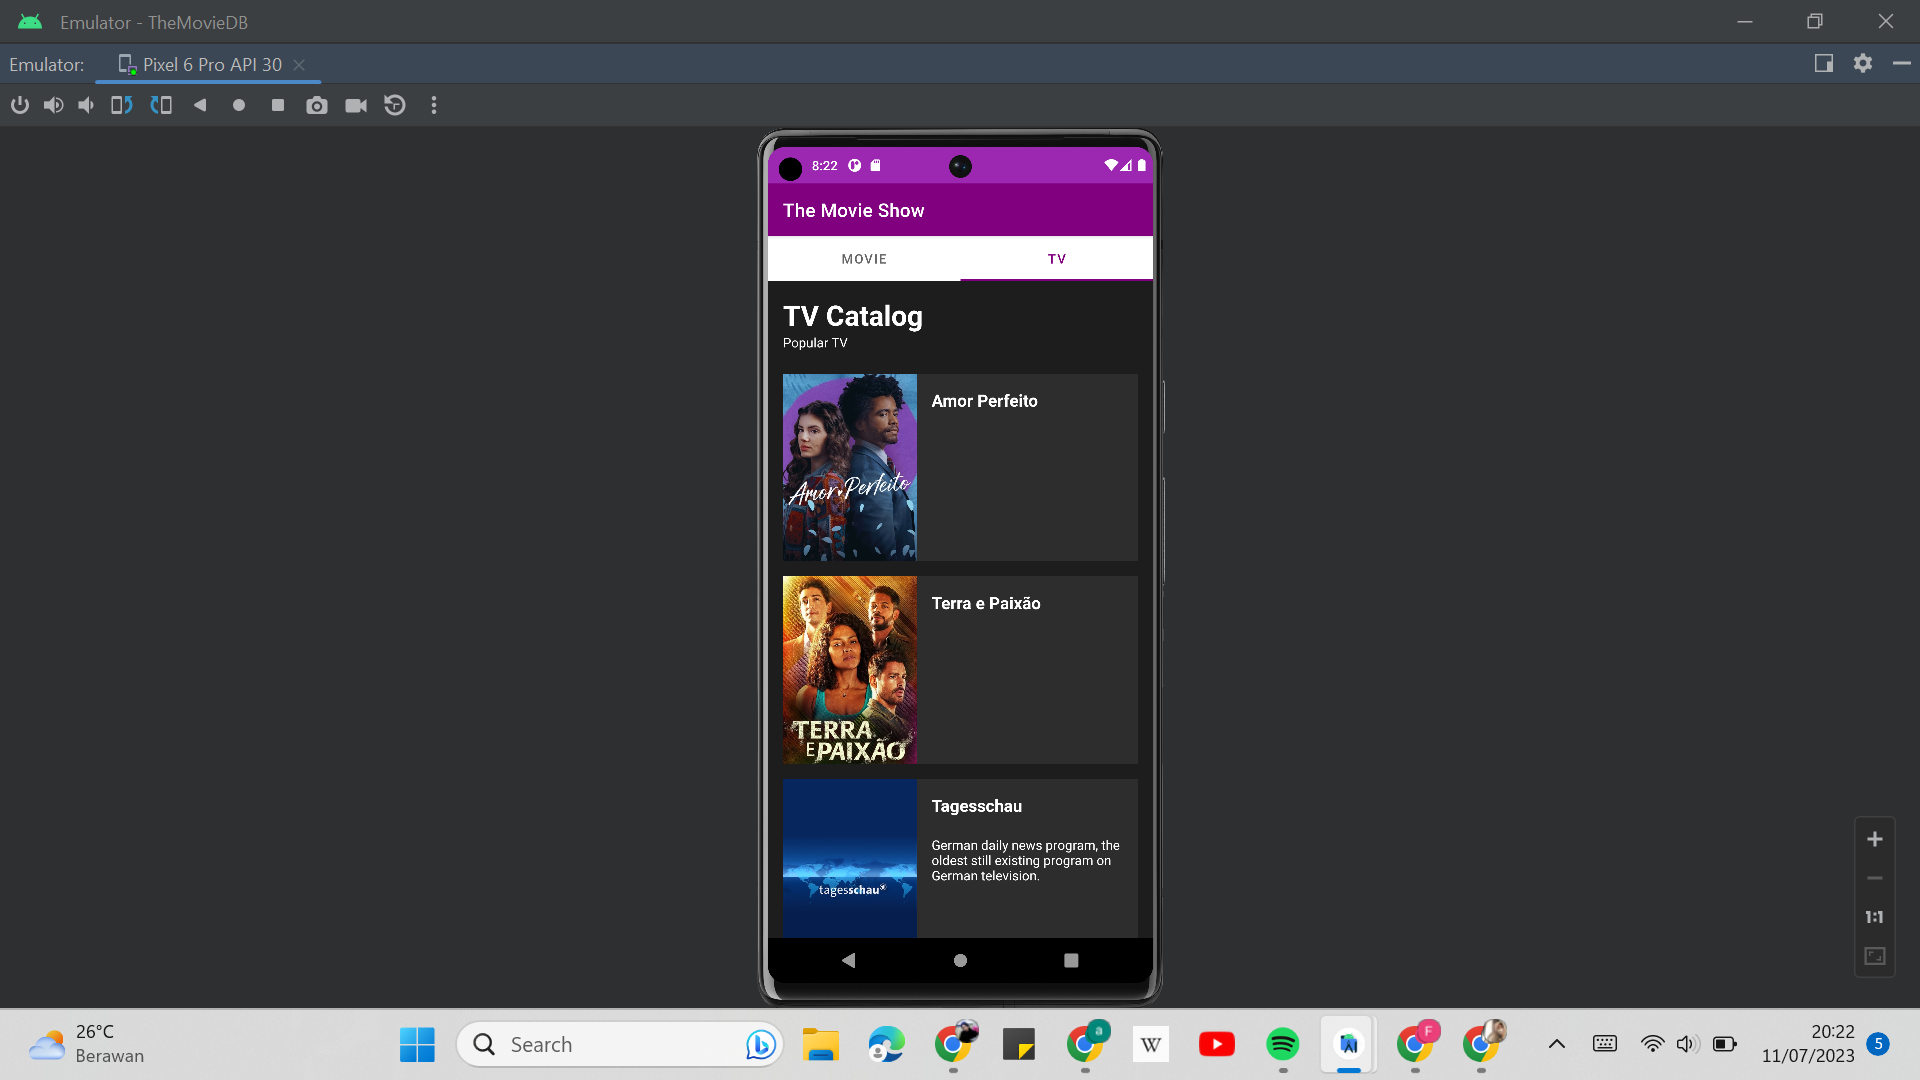 Emulator - TheMovieDB
Emulator:
Pixel 6 Pro API 30
8:22
The Movie Show
MOVIE
TV
TV Catalog
Popular TV
Amor Perfeito
Amor Perfeito
TERRA
E PAIXÃO
Terra e Paixão
tagesschau
Tagesschau
German daily news program, the
oldest still existing program on
German television.
1:1
26°C
Berawan
Search
a
W
F
20:22
11/07/2023
5